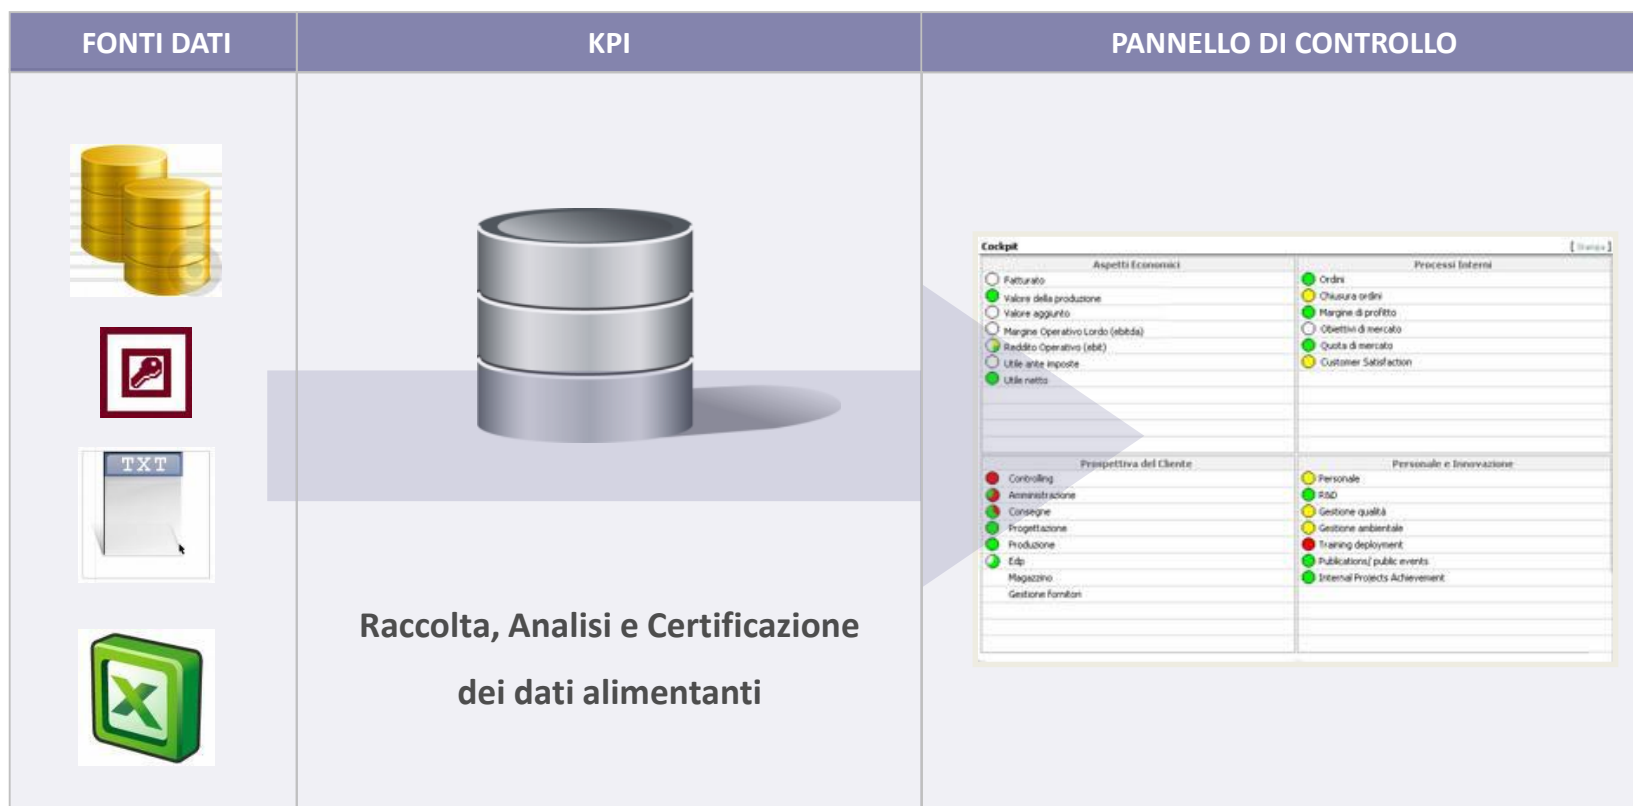 FONTI DATI
KPI
PANNELLO DI CONTROLLO
TXT
Raccolta, Analisi e Certificazione
dei dati alimentanti
Cockpit
[ Stampa ]
Aspetti Economici
Fatturato
Valore della produzione
Valore aggiunto
Margine Operativo Lordo (ebitda)
Reddito Operativo (ebit)
Utile ante imposte
Utile netto
Processi Interni
Ordini
Chiusura ordini
Margine di profitto
Obiettivi di mercato
Quota di mercato
Customer Satisfaction
Prospettiva del Cliente
Controlling
Amministrazione
Consegne
Progettazione
Produzione
Edp
Magazzino
Gestione fornitori
Personale e Innovazione
Personale
R&D
Gestione qualità
Gestione ambientale
Training deployment
Publications/ public events
Internal Projects Achievement